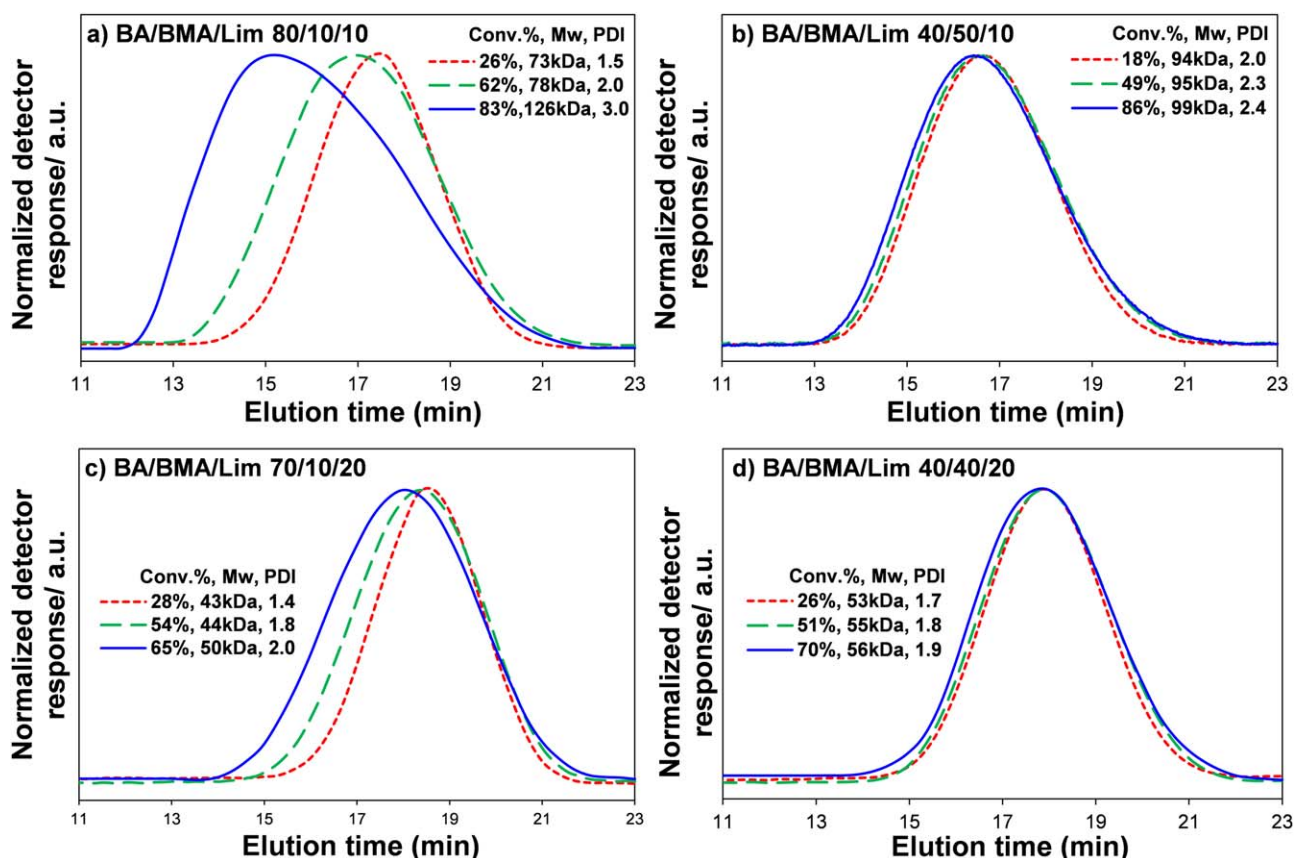 a) BA/BMA/Lim 80/10/10
Conv.%, Mw, PDI
26%, 73kDa, 1.5
62%, 78kDa, 2.0
83%,126kDa, 3.0
Normalized detector
response/ a.u.
11 13 15 17 19 21 23
Elution time (min)
b) BA/BMA/Lim 40/50/10
Conv.%, Mw, PDI
18%, 94kDa, 2.0
49%, 95kDa, 2.3
86%, 99kDa, 2.4
Normalized detector
response/ a.u.
11 13 15 17 19 21 23
Elution time (min)
c) BA/BMA/Lim 70/10/20
Conv.%, Mw, PDI
28%, 43kDa, 1.4
54%, 44kDa, 1.8
65%, 50kDa, 2.0
Normalized detector
response/ a.u.
11 13 15 17 19 21 23
Elution time (min)
d) BA/BMA/Lim 40/40/20
Conv.%, Mw, PDI
26%, 53kDa, 1.7
51%, 55kDa, 1.8
70%, 56kDa, 1.9
Normalized detector
response/ a.u.
11 13 15 17 19 21 23
Elution time (min)